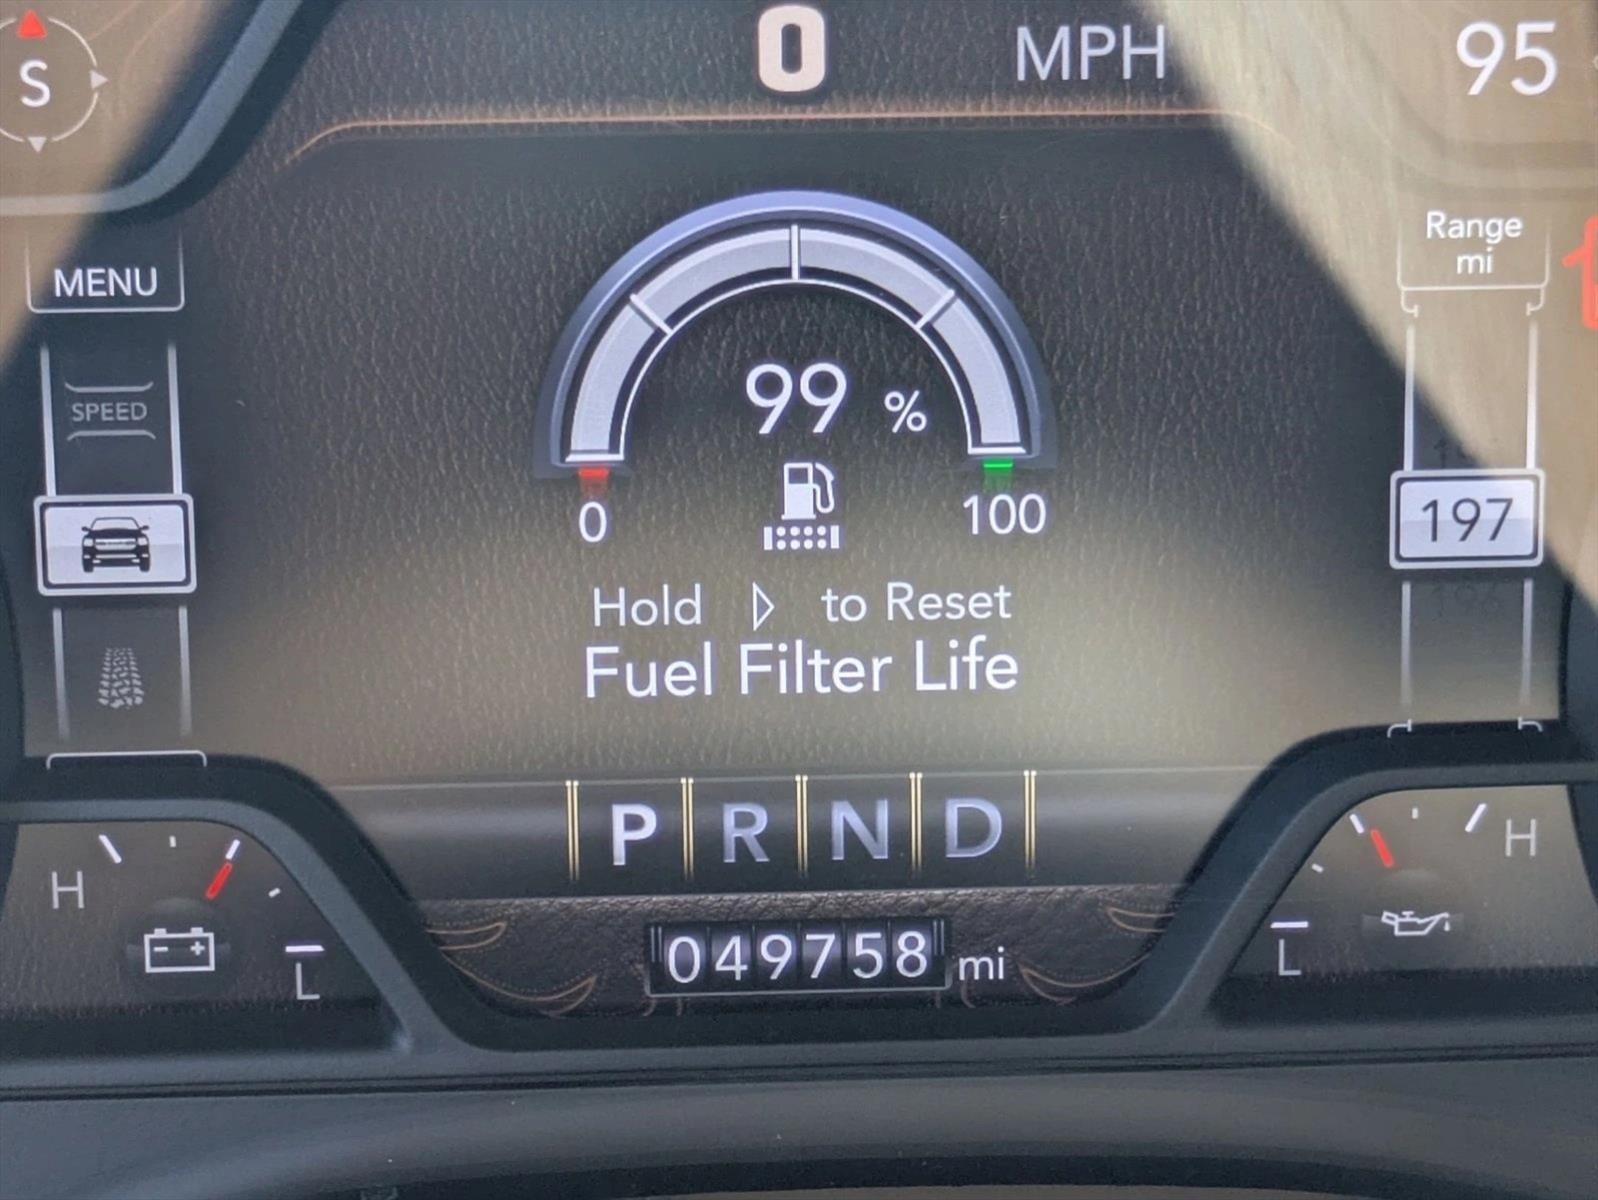 S
0 MPH
95
MENU
Range
mi
SPEED
99 %
197
0
100
Hold ▷ to Reset
Fuel Filter Life
P R N D
H
L
049758 mi
H
L